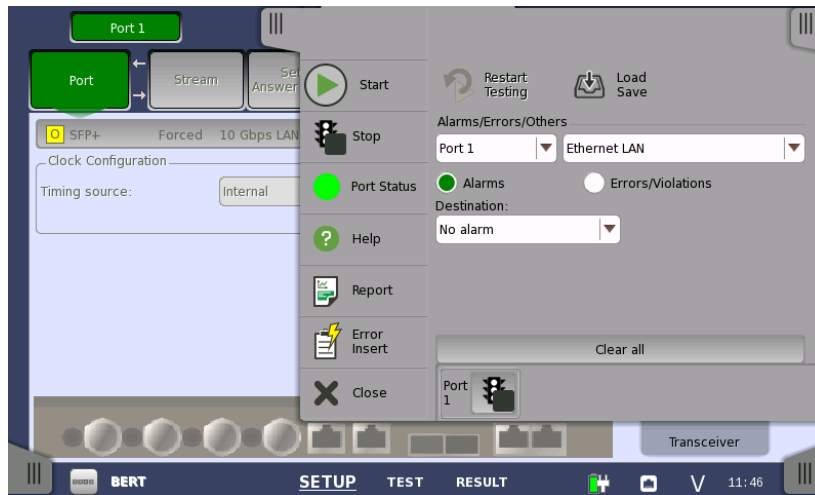 Port 1
Port
Stream
Set
Answer
O SFP+ Forced 10 Gbps LAN
Clock Configuration
Timing source: Internal
Start
Stop
Port Status
Help
Report
Error
Insert
Close
Restart
Testing
Load
Save
Alarms/Errors/Others
Port 1 Ethernet LAN
Alarms Errors/Violations
Destination:
No alarm
Clear all
Port
1
Transceiver
BERT SETUP TEST RESULT V 11:46